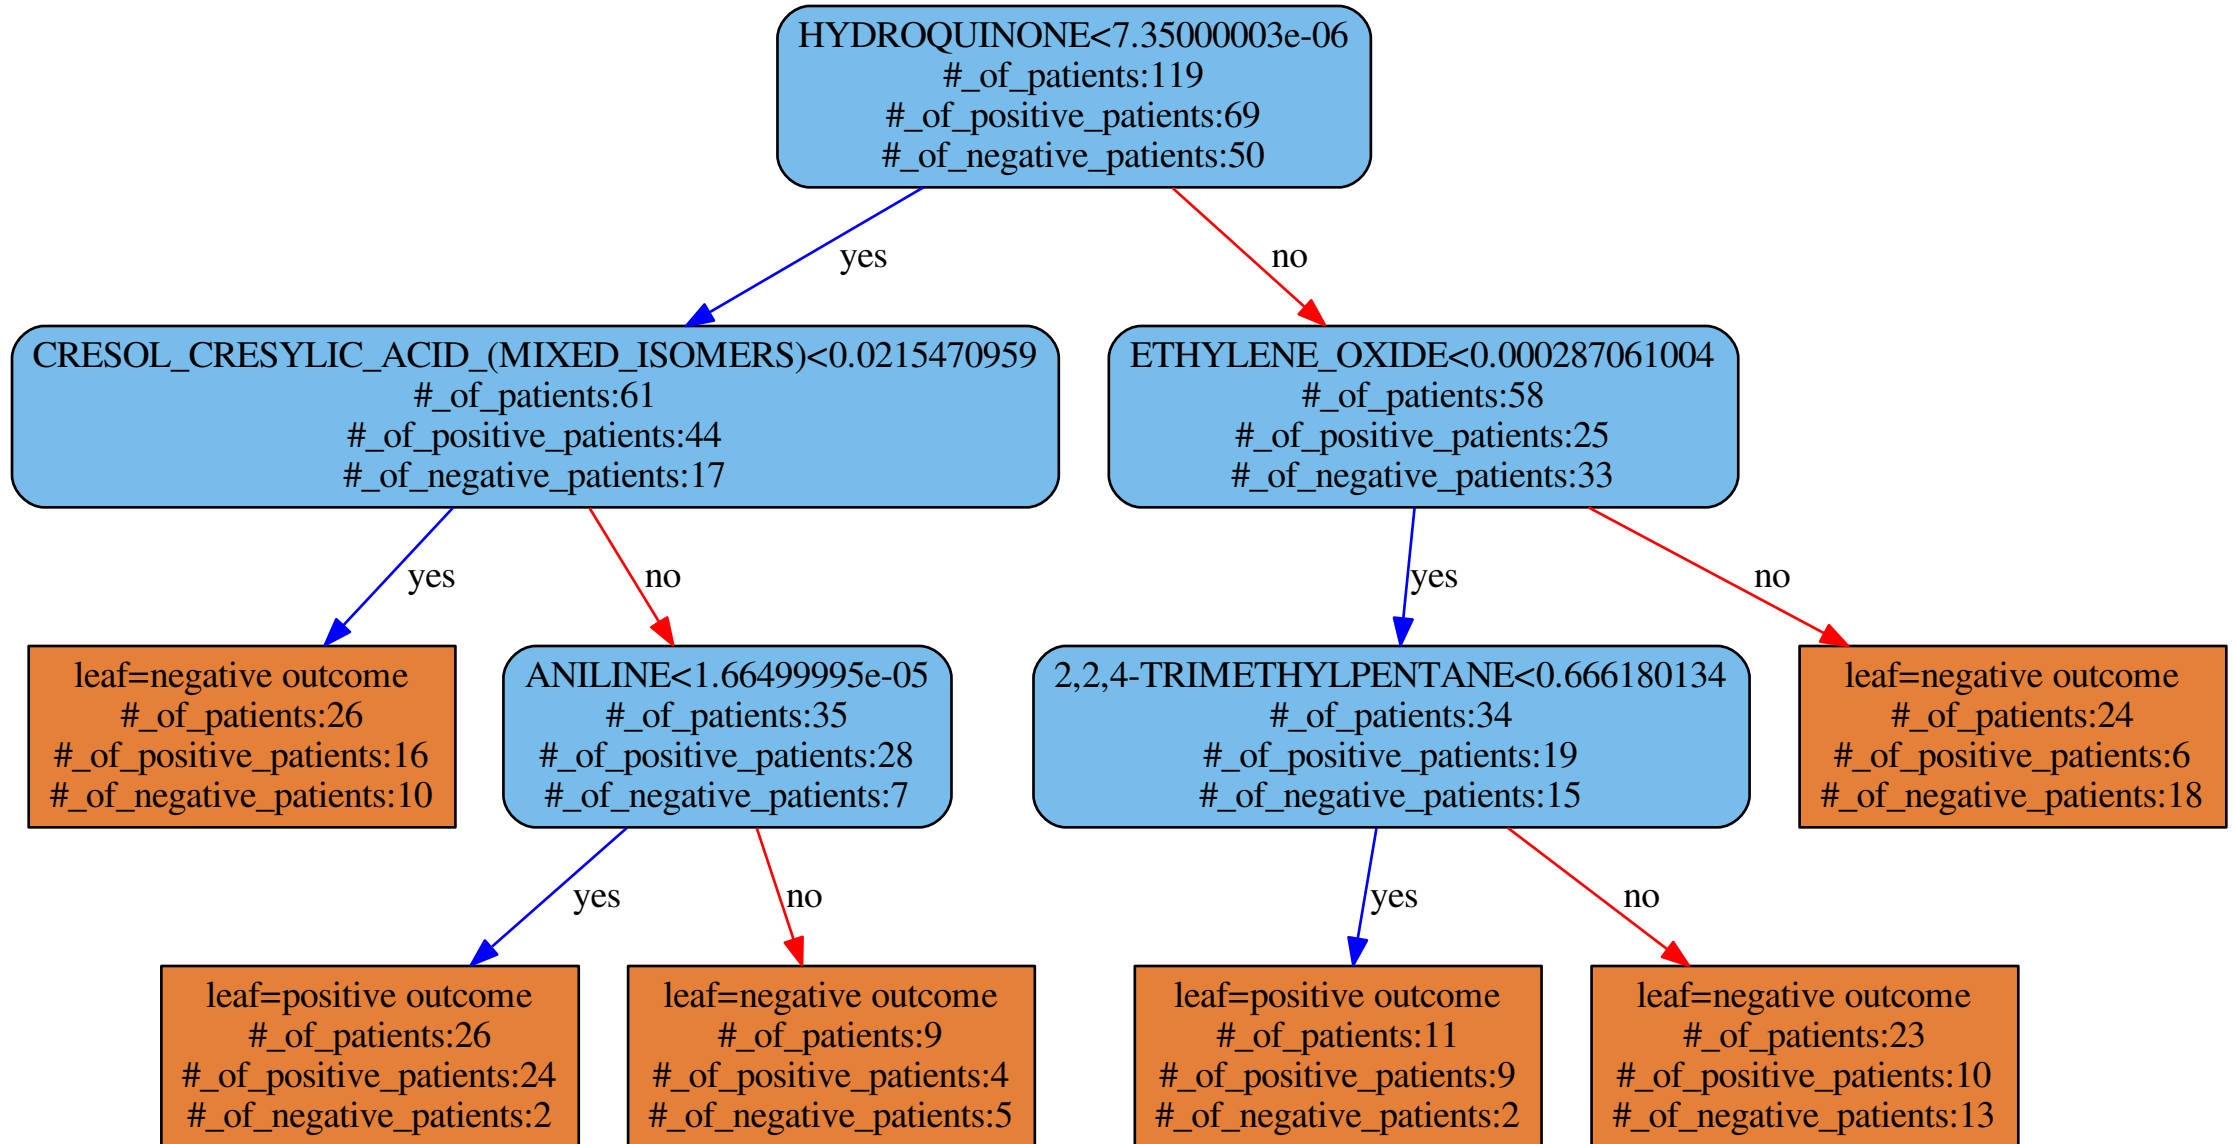 HYDROQUINONE<7.35000003e-06
#_of_patients:119
#_of_positive_patients:69
#_of_negative_patients:50
yes
no
CRESOL_CRESYLIC_ACID_(MIXED_ISOMERS)<0.0215470959
#_of_patients:61
#_of_positive_patients:44
#_of_negative_patients:17
ETHYLENE_OXIDE<0.000287061004
#_of_patients:58
#_of_positive_patients:25
#_of_negative_patients:33
yes
no
yes
no
leaf=negative outcome
#_of_patients:26
#_of_positive_patients:16
#_of_negative_patients:10
ANILINE<1.66499995e-05
#_of_patients:35
#_of_positive_patients:28
#_of_negative_patients:7
2,2,4-TRIMETHYLPENTANE<0.666180134
#_of_patients:34
#_of_positive_patients:19
#_of_negative_patients:15
leaf=negative outcome
#_of_patients:24
#_of_positive_patients:6
#_of_negative_patients:18
yes
no
yes
no
leaf=positive outcome
#_of_patients:26
#_of_positive_patients:24
#_of_negative_patients:2
leaf=negative outcome
#_of_patients:9
#_of_positive_patients:4
#_of_negative_patients:5
leaf=positive outcome
#_of_patients:11
#_of_positive_patients:9
#_of_negative_patients:2
leaf=negative outcome
#_of_patients:23
#_of_positive_patients:10
#_of_negative_patients:13